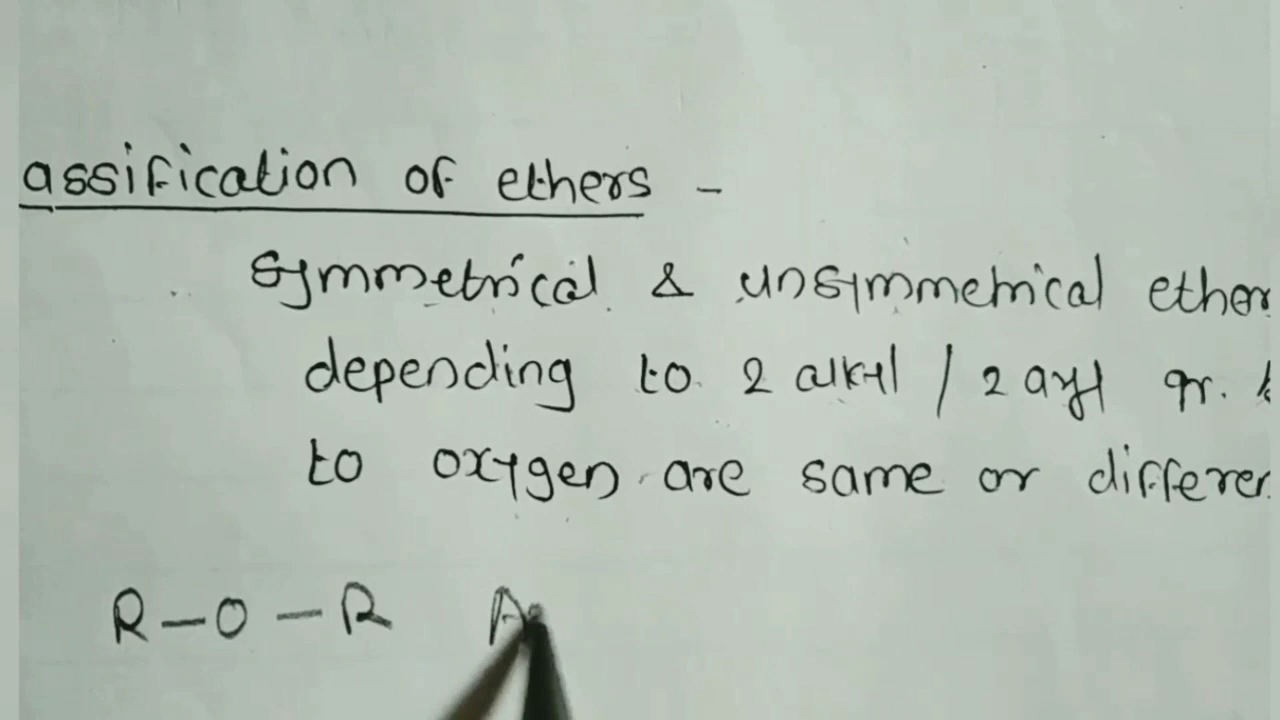 assification of ethers -
symmetrical & unsymmetrical ether
depending to 2 alkyl / 2 aryl gr.
to oxygen are same or differen
R-O-R A